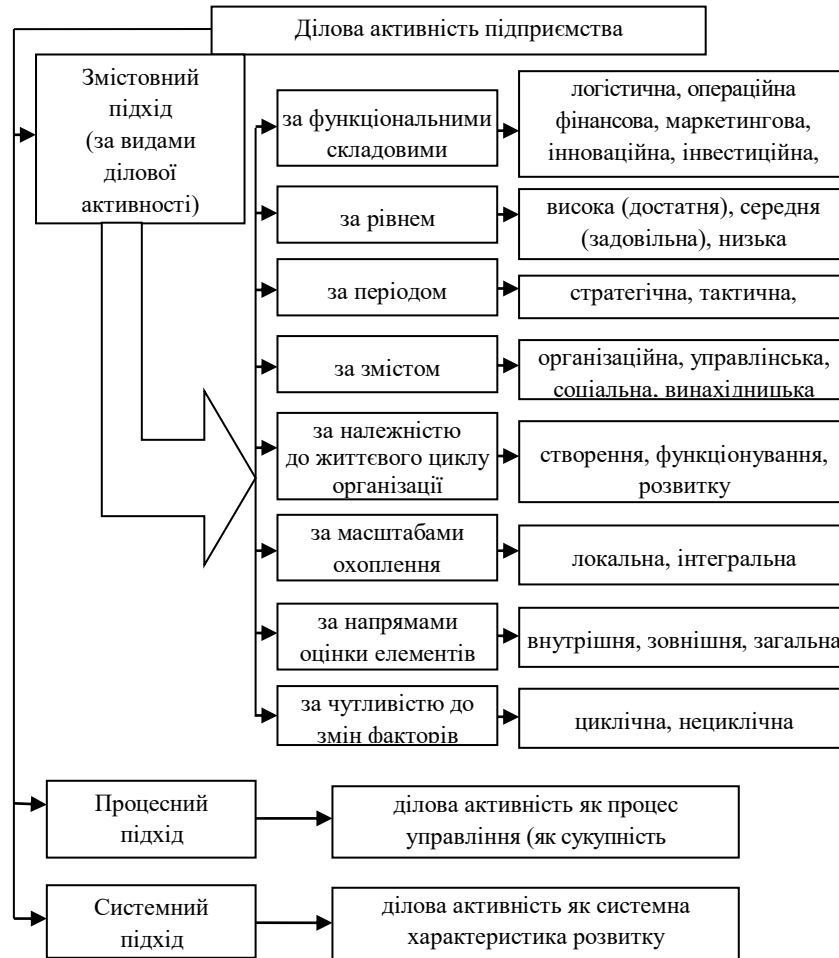 Ділова активність підприємства
Змістовний
підхід
(за видами
ділової
активності)
за функціональними
складовими
логістична, операційна
фінансова, маркетингова,
інноваційна, інвестиційна,
за рівнем
висока (достатня), середня
(задовільна), низька
за періодом
стратегічна, тактична,
за змістом
організаційна, управлінська,
соціальна, винахідницька
за належністю
до життєвого циклу
організації
створення, функціонування,
розвитку
за масштабами
охоплення
локальна, інтегральна
за напрямами
оцінки елементів
внутрішня, зовнішня, загальна
за чутливістю до
змін факторів
циклічна, нециклічна
Процесний
підхід
ділова активність як процес
управління (як сукупність
Системний
підхід
ділова активність як системна
характеристика розвитку